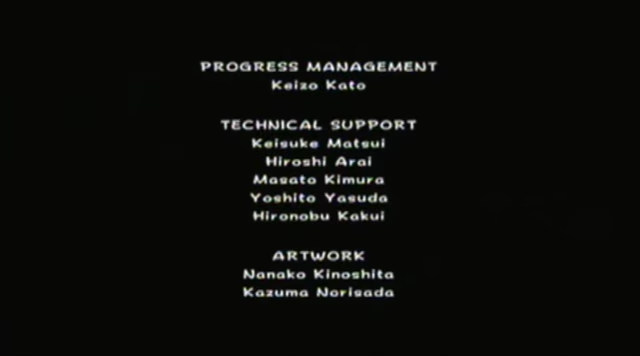 PROGRESS MANAGEMENT
Keizo Kato
TECHNICAL SUPPORT
Keisuke Matsui
Hiroshi Arai
Masato Kimura
Yoshito Yasuda
Hironobu Kakui
ARTWORK
Nanako Kinoshita
Kazuma Norisada